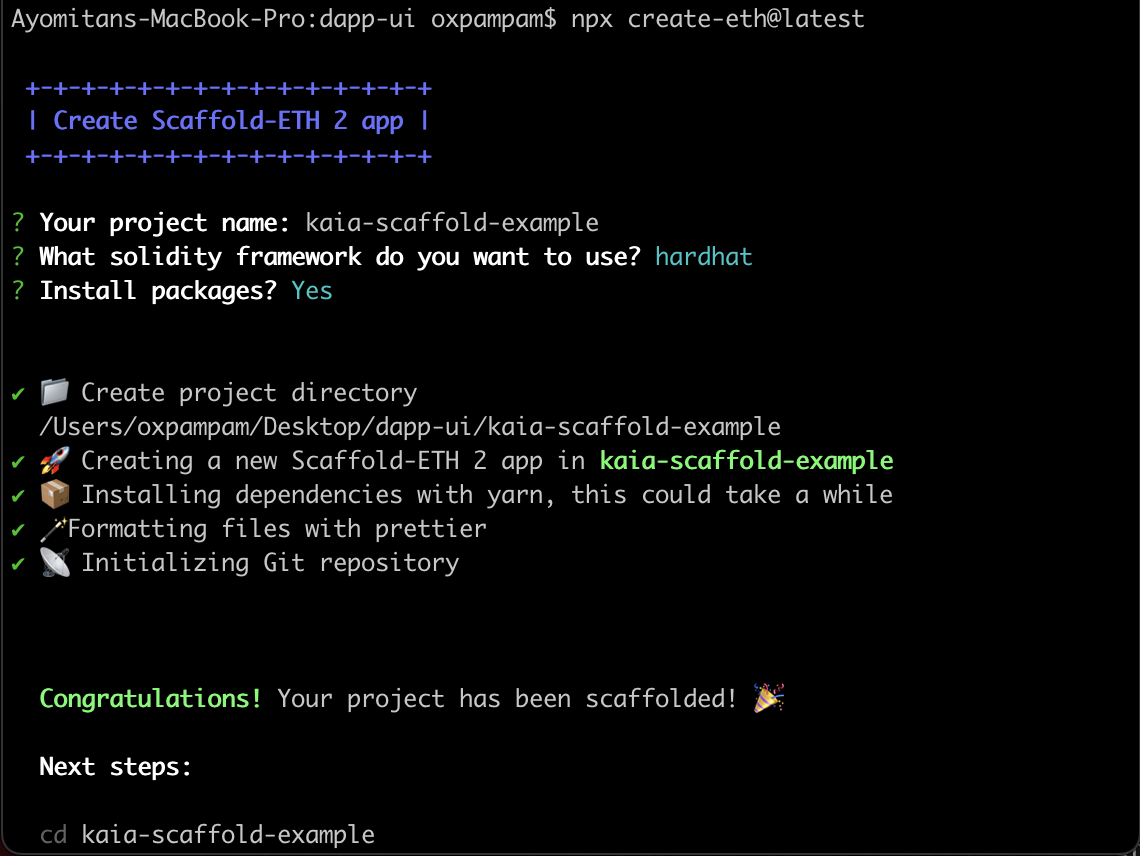 Ayomitans-MacBook-Pro:dapp-ui oxpampam$ npx create-eth@latest
+-+-+-+-+-+-+-+-+-+-+-+-+-+-+
| Create Scaffold-ETH 2 app |
+-+-+-+-+-+-+-+-+-+-+-+-+-+-+
? Your project name: kaia-scaffold-example
? What solidity framework do you want to use? hardhat
? Install packages? Yes
✔ 📁 Create project directory
/Users/oxpampam/Desktop/dapp-ui/kaia-scaffold-example
✔ 🚀 Creating a new Scaffold-ETH 2 app in kaia-scaffold-example
✔ 📦 Installing dependencies with yarn, this could take a while
✔ 🪄Formatting files with prettier
✔ 📡 Initializing Git repository
Congratulations! Your project has been scaffolded! 🎉
Next steps:
cd kaia-scaffold-example